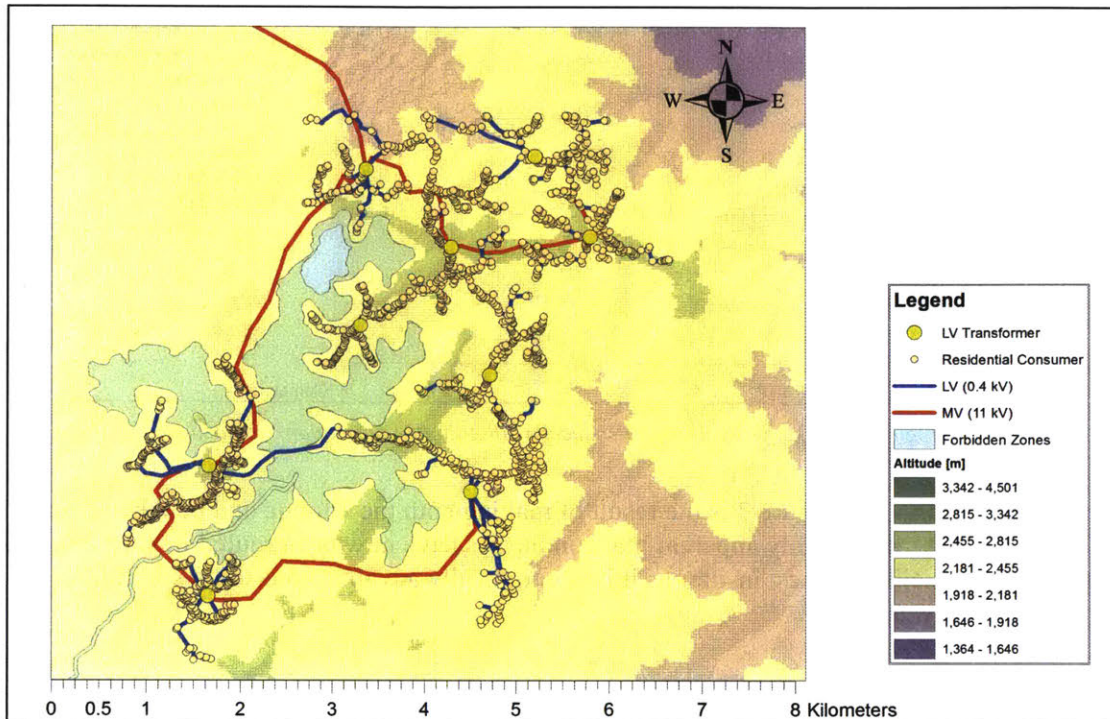 N
W E
S
Legend
LV Transformer
Residential Consumer
LV (0.4 kV)
MV (11 kV)
Forbidden Zones
Altitude [m]
3,342 - 4,501
2,815 - 3,342
2,455 - 2,815
2,181 - 2,455
1,918 - 2,181
1,646 - 1,918
1,364 - 1,646
0 0.5 1 2 3 4 5 6 7 8 Kilometers